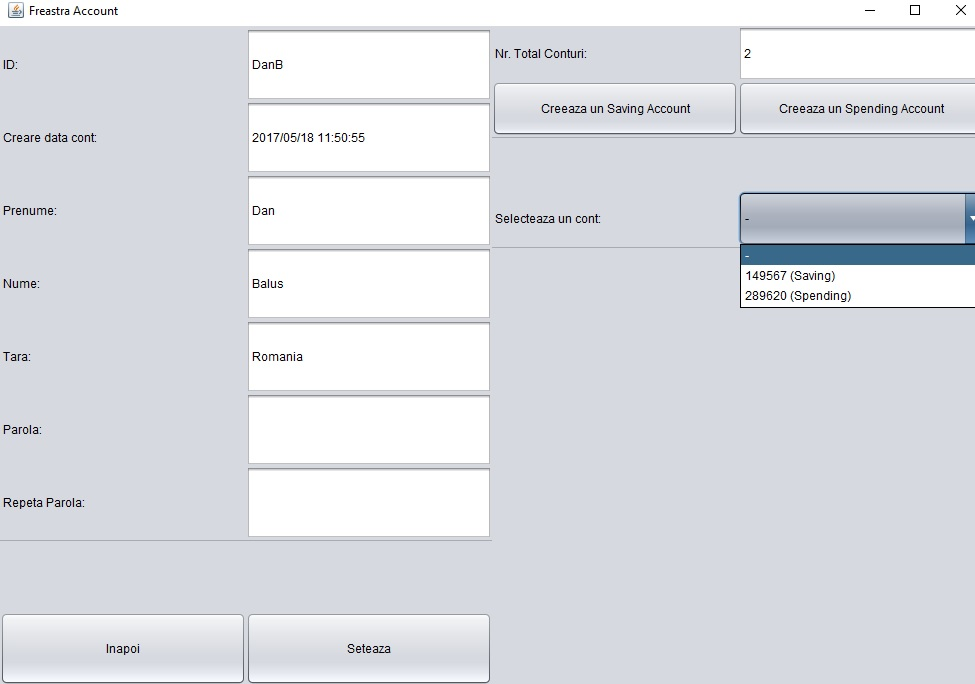 Freastra Account
ID:
DanB
Creare data cont:
2017/05/18 11:50:55
Prenume:
Dan
Nume:
Balus
Tara:
Romania
Parola:
Repeta Parola:
Inapoi
Seteaza
Nr. Total Conturi:
2
Creeaza un Saving Account
Creeaza un Spending Account
Selecteaza un cont:
-
-
149567 (Saving)
289620 (Spending)